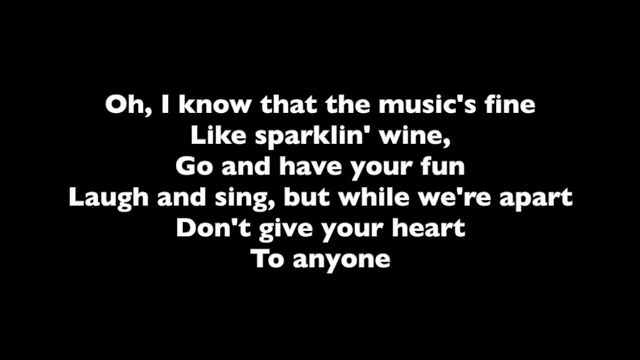 Oh, I know that the music's fine
Like sparklin' wine,
Go and have your fun
Laugh and sing, but while we're apart
Don't give your heart
To anyone